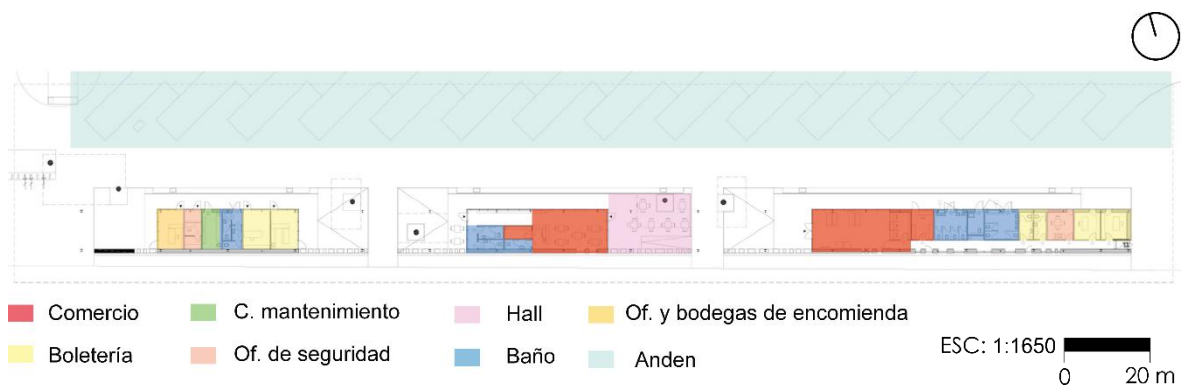 Comercio
C. mantenimiento
Hall
Of. y bodegas de encomienda
Boletería
Of. de seguridad
Baño
Anden
ESC: 1:1650
0
20 m